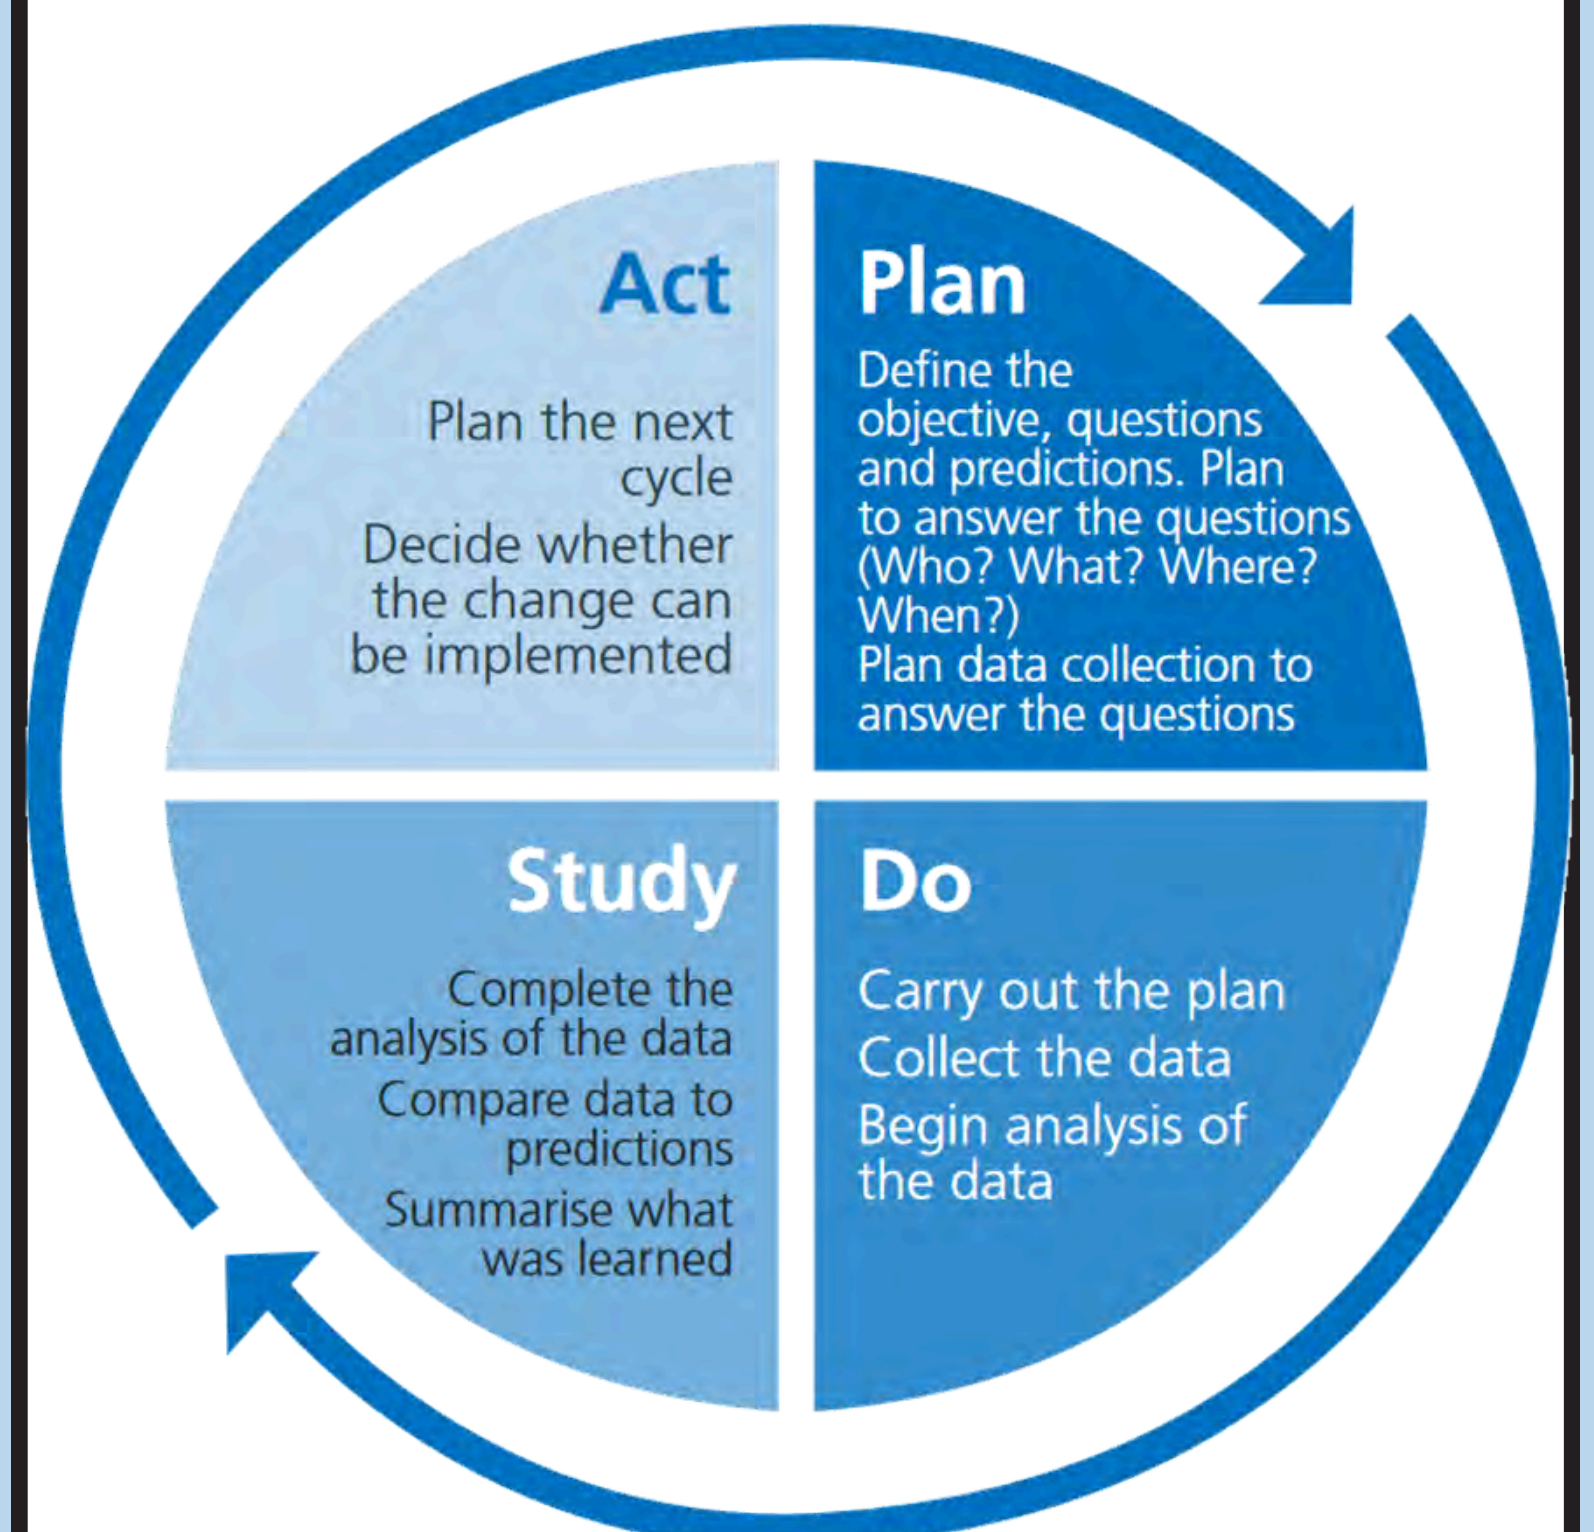 Act
Plan the next
cycle
Decide whether
the change can
be implemented
Plan
Define the
objective, questions
and predictions. Plan
to answer the questions
(Who? What? Where?
When?)
Plan data collection to
answer the questions
Study
Complete the
analysis of the data
Compare data to
predictions
Summarise what
was learned
Do
Carry out the plan
Collect the data
Begin analysis of
the data